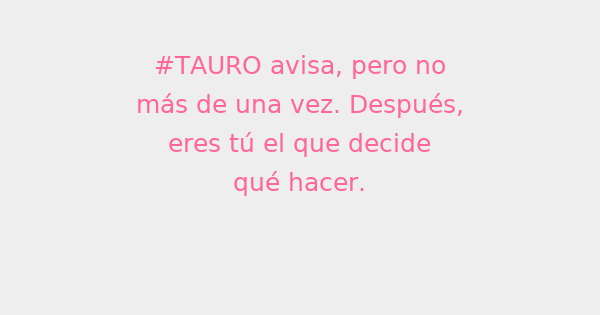 #TAURO avisa, pero no
más de una vez. Después,
eres tú el que decide
qué hacer.